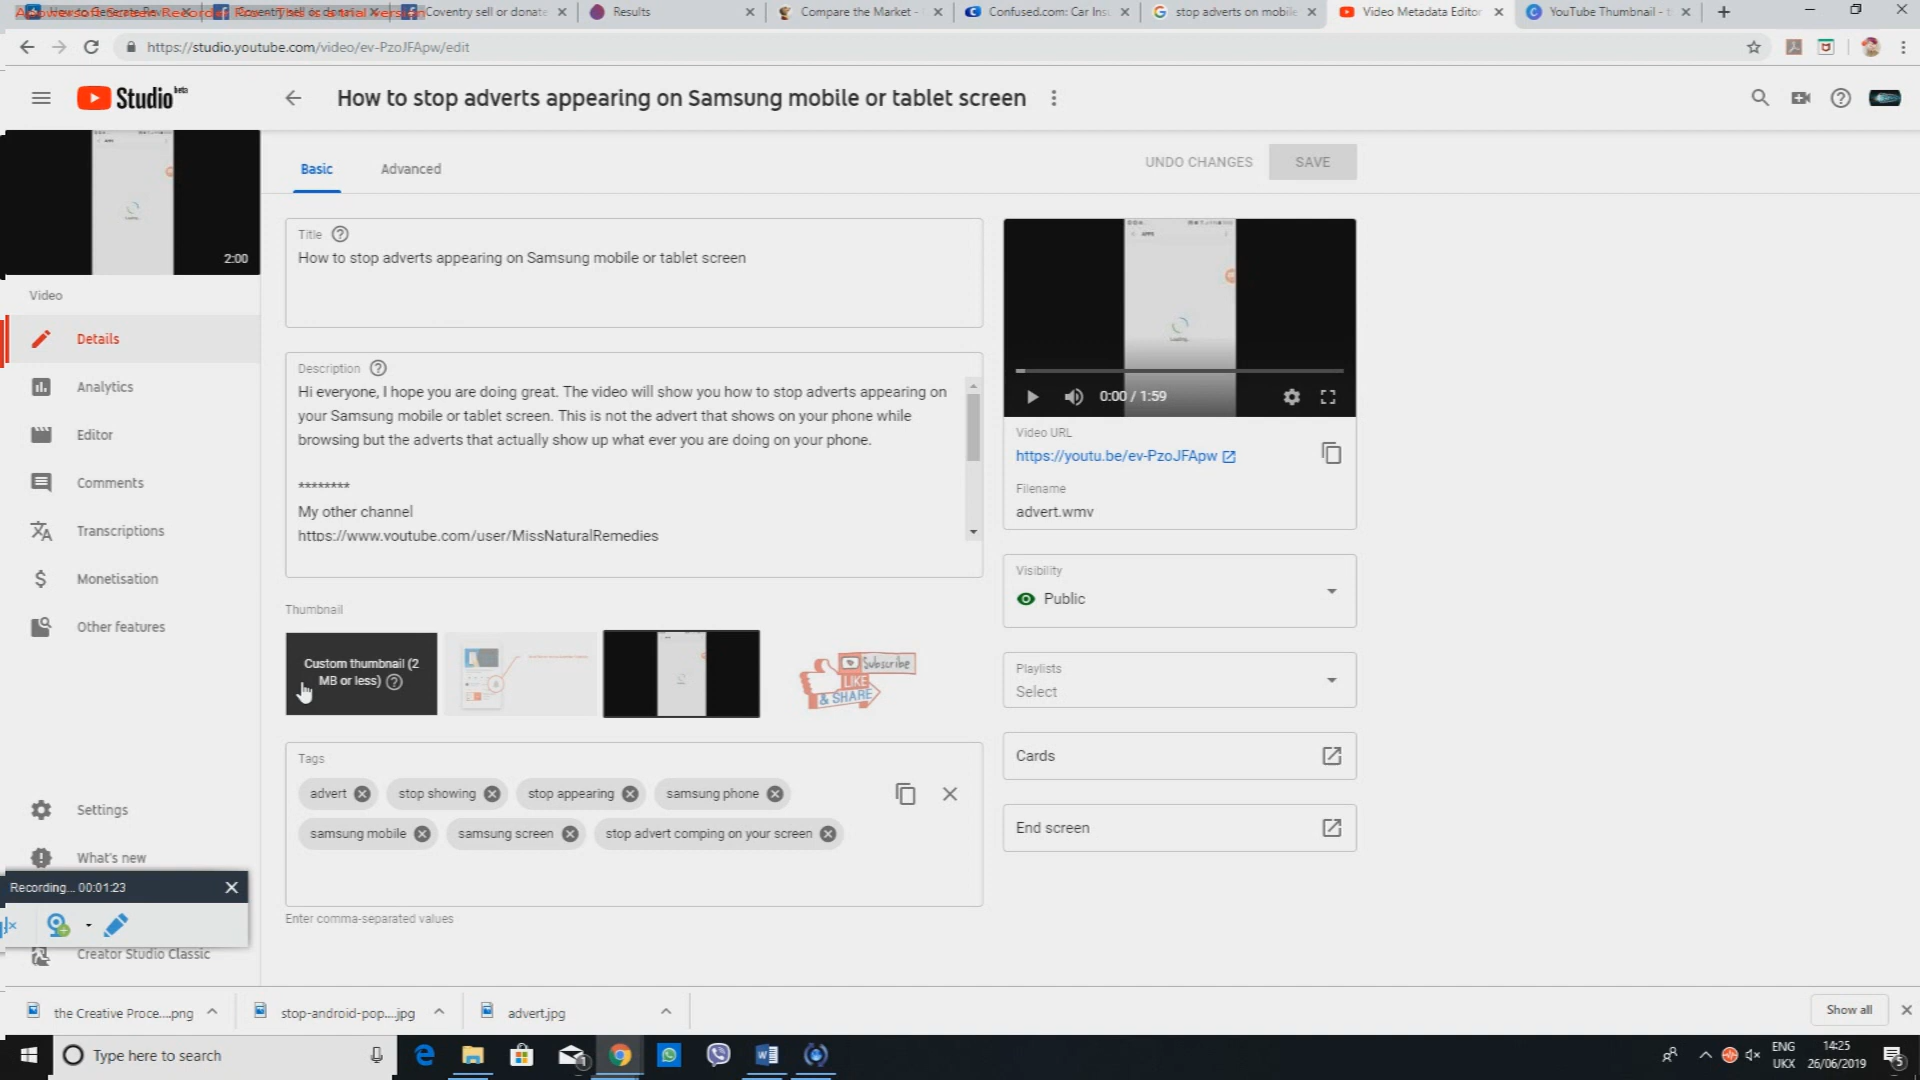 Coventry sell or donate
Results
Compare the Market -
Confused.com: Car Ins
stop adverts on mobile
Video Metadata Editor
YouTube Thumbnail - t
https://studio.youtube.com/video/ev-PzoJFApw/edit
Studio beta
How to stop adverts appearing on Samsung mobile or tablet screen
Basic
Advanced
UNDO CHANGES
SAVE
2:00
Video
Details
Analytics
Editor
Comments
Transcriptions
Monetisation
Other features
Settings
What's new
Creator Studio Classic
Recording... 00:01:23
Title
How to stop adverts appearing on Samsung mobile or tablet screen
Description
Hi everyone, I hope you are doing great. The video will show you how to stop adverts appearing on
your Samsung mobile or tablet screen. This is not the advert that shows on your phone while
browsing but the adverts that actually show up what ever you are doing on your phone.
********
My other channel
https://www.youtube.com/user/MissNaturalRemedies
Thumbnail
Custom thumbnail (2
MB or less)
Subscribe
LIKE
& SHARE
Tags
advert
stop showing
stop appearing
samsung phone
samsung mobile
samsung screen
stop advert comping on your screen
Enter comma-separated values
APPS
Loading...
0:00 / 1:59
Video URL
https://youtu.be/ev-PzoJFApw
Filename
advert.wmv
Visibility
Public
Playlists
Select
Cards
End screen
the Creative Proce....png
stop-android-pop....jpg
advert.jpg
Show all
Type here to search
1
ENG
UKX
14:25
26/06/2019
5